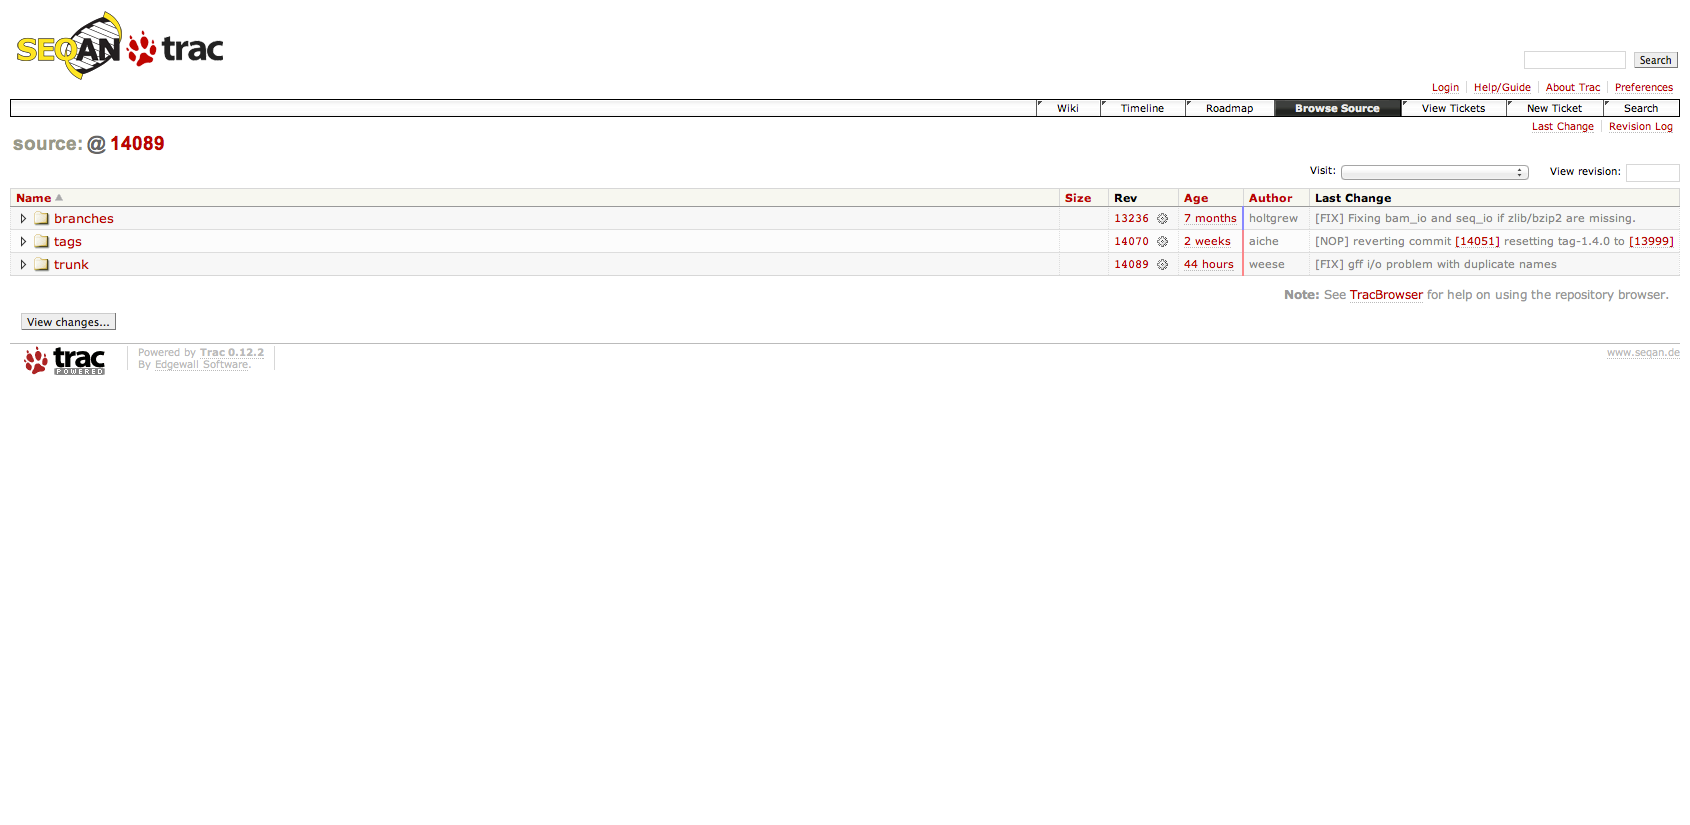 SEQAN trac
Search
Login Help/Guide About Trac Preferences
Wiki Timeline Roadmap Browse Source View Tickets New Ticket Search
Last Change Revision Log
source: @ 14089
Visit: View revision:
Name Size Rev Age Author Last Change
branches 13236 7 months holtgrew [FIX] Fixing bam_io and seq_io if zlib/bzip2 are missing.
tags 14070 2 weeks aiche [NOP] reverting commit [14051] resetting tag-1.4.0 to [13999]
trunk 14089 44 hours weese [FIX] gff i/o problem with duplicate names
Note: See TracBrowser for help on using the repository browser.
View changes...
trac POWERED
Powered by Trac 0.12.2
By Edgewall Software.
www.seqan.de